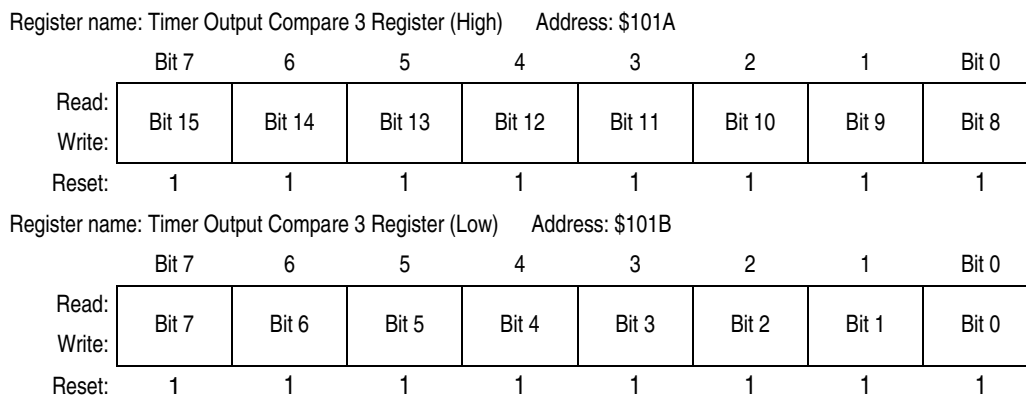 Register name: Timer Output Compare 3 Register (High) Address: $101A
Bit 7 6 5 4 3 2 1 Bit 0
Read:
Bit 15 Bit 14 Bit 13 Bit 12 Bit 11 Bit 10 Bit 9 Bit 8
Write:
Reset: 1 1 1 1 1 1 1 1
Register name: Timer Output Compare 3 Register (Low) Address: $101B
Bit 7 6 5 4 3 2 1 Bit 0
Read:
Bit 7 Bit 6 Bit 5 Bit 4 Bit 3 Bit 2 Bit 1 Bit 0
Write:
Reset: 1 1 1 1 1 1 1 1